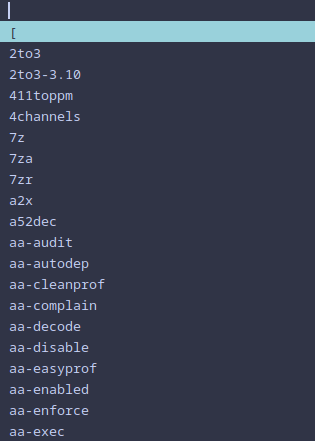 [
2to3
2to3-3.10
411toppm
4channels
7z
7za
7zr
a2x
a52dec
aa-audit
aa-autodep
aa-cleanprof
aa-complain
aa-decode
aa-disable
aa-easyprof
aa-enabled
aa-enforce
aa-exec